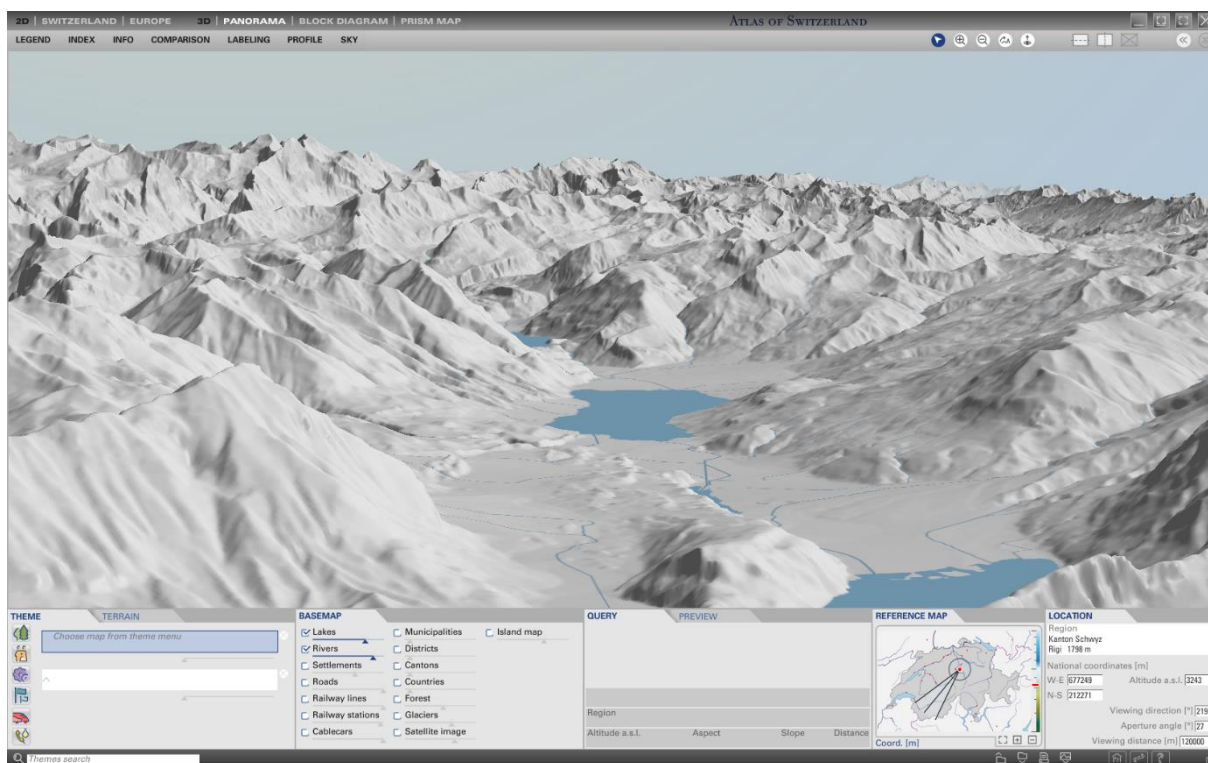 2D | SWITZERLAND | EUROPE 3D | PANORAMA | BLOCK DIAGRAM | PRISM MAP
ATLAS OF SWITZERLAND
LEGEND INDEX INFO COMPARISON LABELING PROFILE SKY
THEME TERRAIN
Choose map from theme menu
BASEMAP
Lakes Municipalities Island map
Rivers Districts
Settlements Cantons
Roads Countries
Railway lines Forest
Railway stations Glaciers
Cablecars Satellite image
QUERY PREVIEW
Region
Altitude a.s.l. Aspect Slope Distance
REFERENCE MAP
Coord. [m]
LOCATION
Region
Kanton Schwyz
Rigi 1798 m
National coordinates [m]
W-E 677249 Altitude a.s.l. 3243
N-S 212271
Viewing direction [°] 219
Aperture angle [°] 27
Viewing distance [m] 120000
Themes search